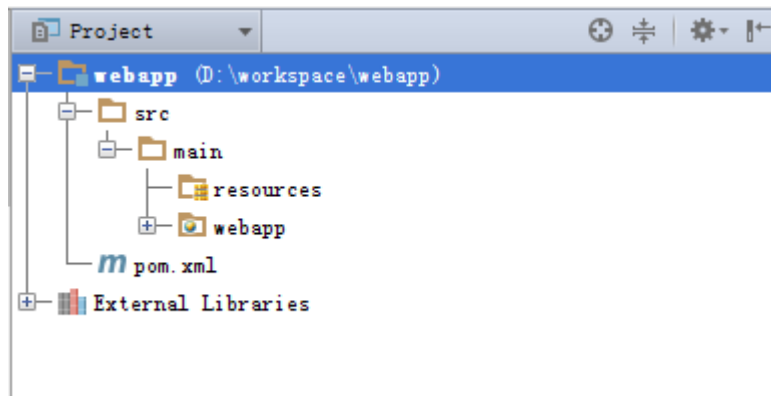 Project
webapp (D:\workspace\webapp)
src
main
resources
webapp
m pom.xml
External Libraries